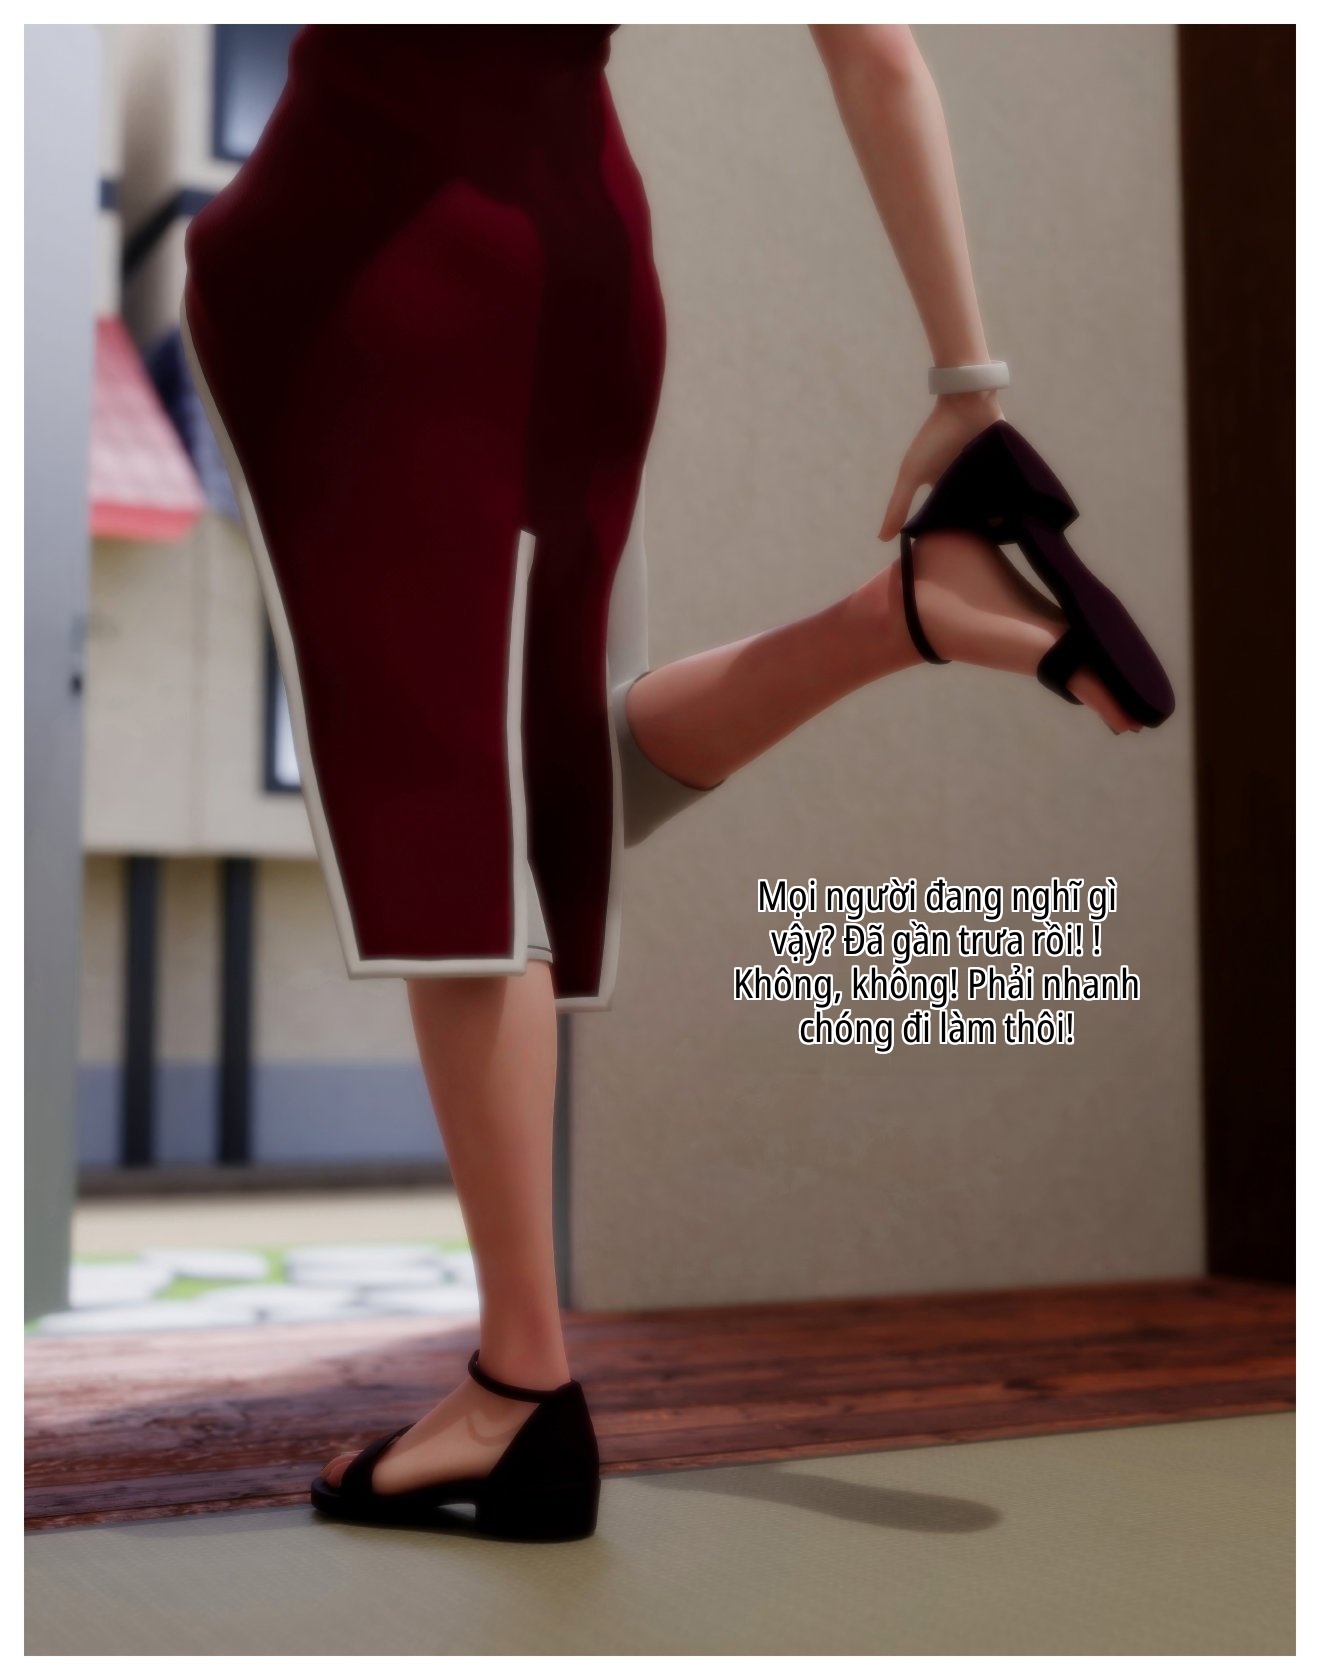 Mọi người đang nghĩ gì
vậy? Đã gần trưa rồi! !
Không, không! Phải nhanh
chóng đi làm thôi!